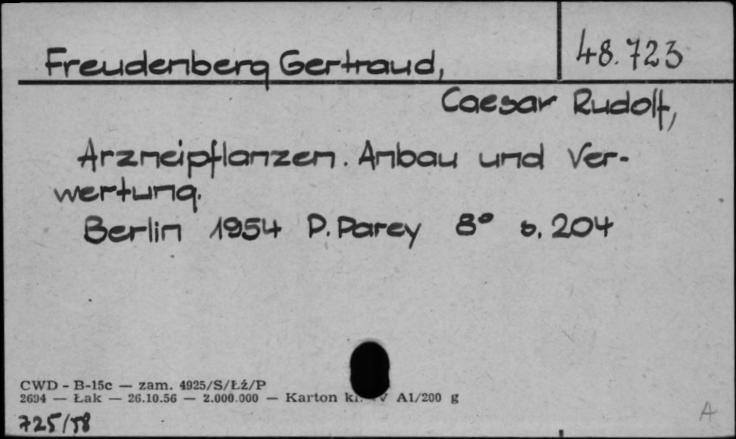 48.723
Freudenberg Gertraud,
Caesar Rudolf,
Arzneipflanzen. Anbau und Ver-
wertung.
Berlin 1954 P. Parey 8° s. 204
CWD - B-15c — zam. 4925/S/Łż/P
2694 — Łak — 26.10.56 — 2.000.000 — Karton A1/200 g
725/58
A